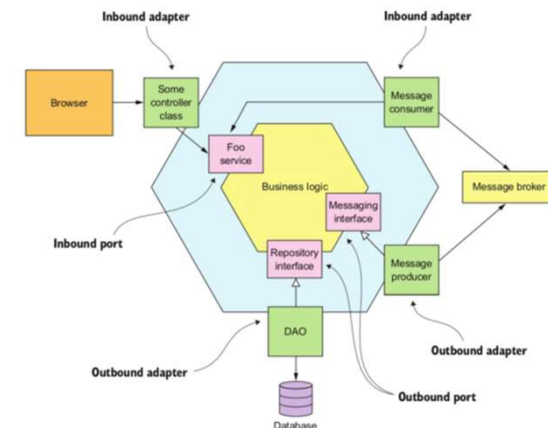 Inbound adapter
Inbound adapter
Browser
Some
controller
class
Message
consumer
Foo
service
Business logic
Message broker
Messaging
interface
Inbound port
Repository
interface
Message
producer
DAO
Outbound adapter
Outbound adapter
Outbound port
Database